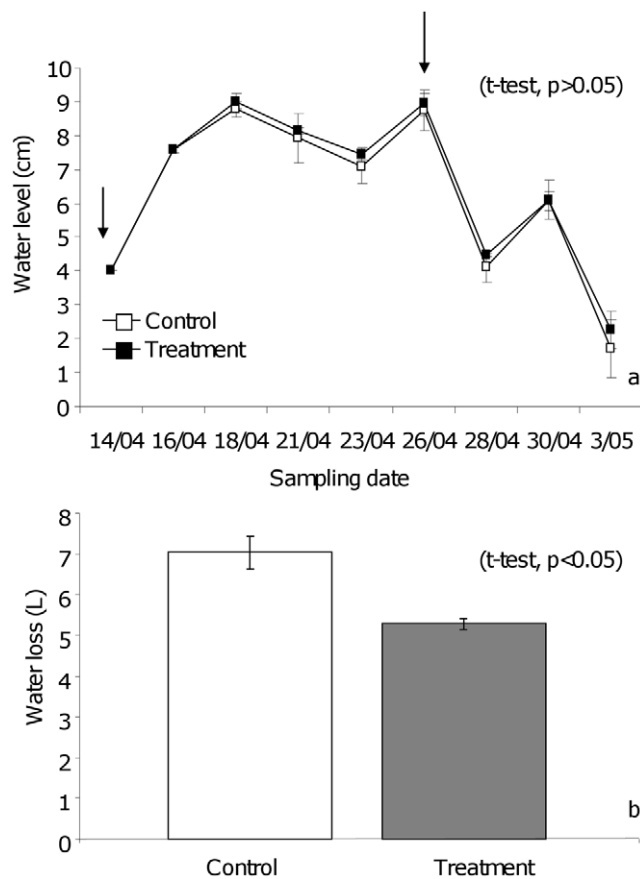 10
9
8
7
6
5
4
3
2
1
0
Water level (cm)
(t-test, p>0.05)
Control
Treatment
a
14/04 16/04 18/04 21/04 23/04 26/04 28/04 30/04 3/05
Sampling date
8
7
6
5
4
3
2
1
0
Water loss (L)
(t-test, p<0.05)
b
Control Treatment